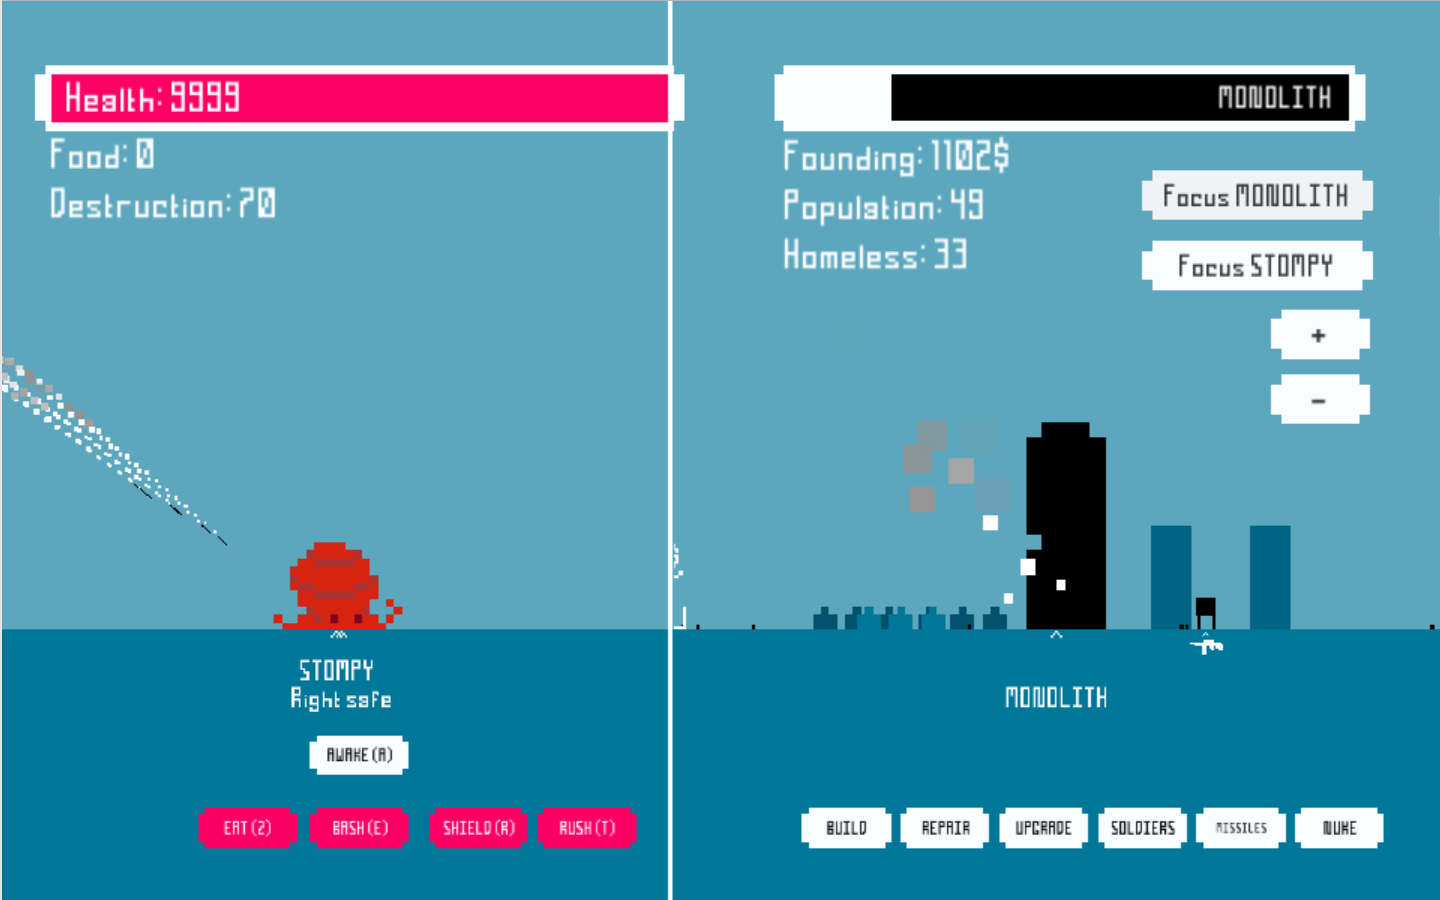 Health: 9999
Food: 0
Destruction: 70
STOMPY
Right safe
AWAKE (A)
EAT (2)
BASH (E)
SHIELD (R)
RUSH (T)
MONOLITH
Founding: 1102$
Population: 49
Homeless: 33
Focus MONOLITH
Focus STOMPY
+
-
MONOLITH
BUILD
REPAIR
UPGRADE
SOLDIERS
MISSILES
NUKE